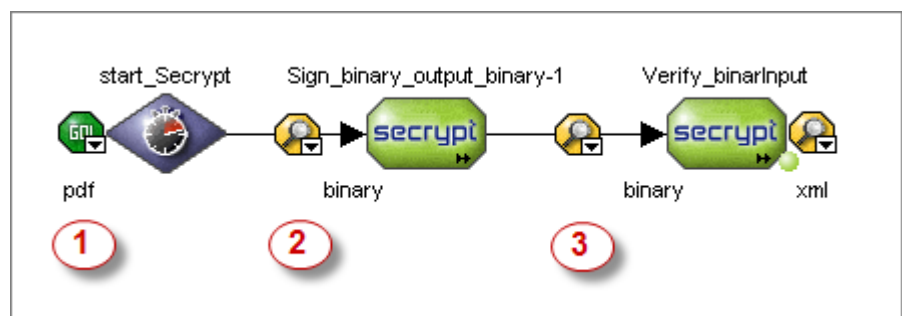 start_Secrypt
Sign_binary_output_binary-1
Verify_binarInput
GO!
secrypt
secrypt
pdf
binary
binary
xml
1
2
3